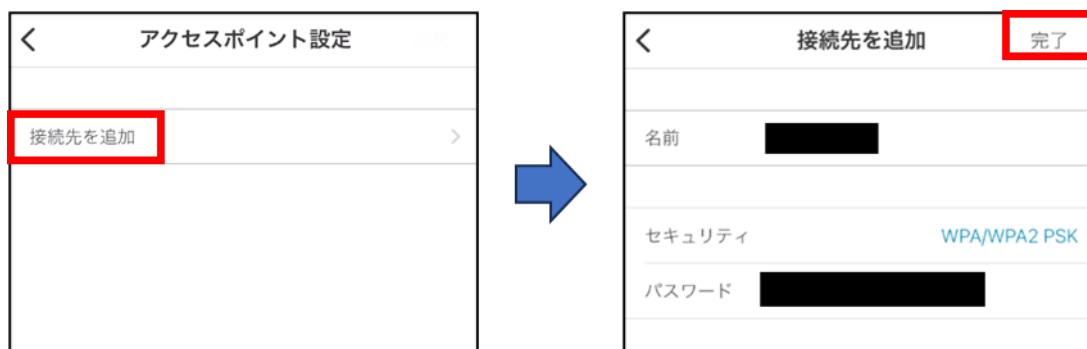 アクセスポイント設定
接続先を追加
接続先を追加
完了
名前
セキュリティ
WPA/WPA2 PSK
パスワード